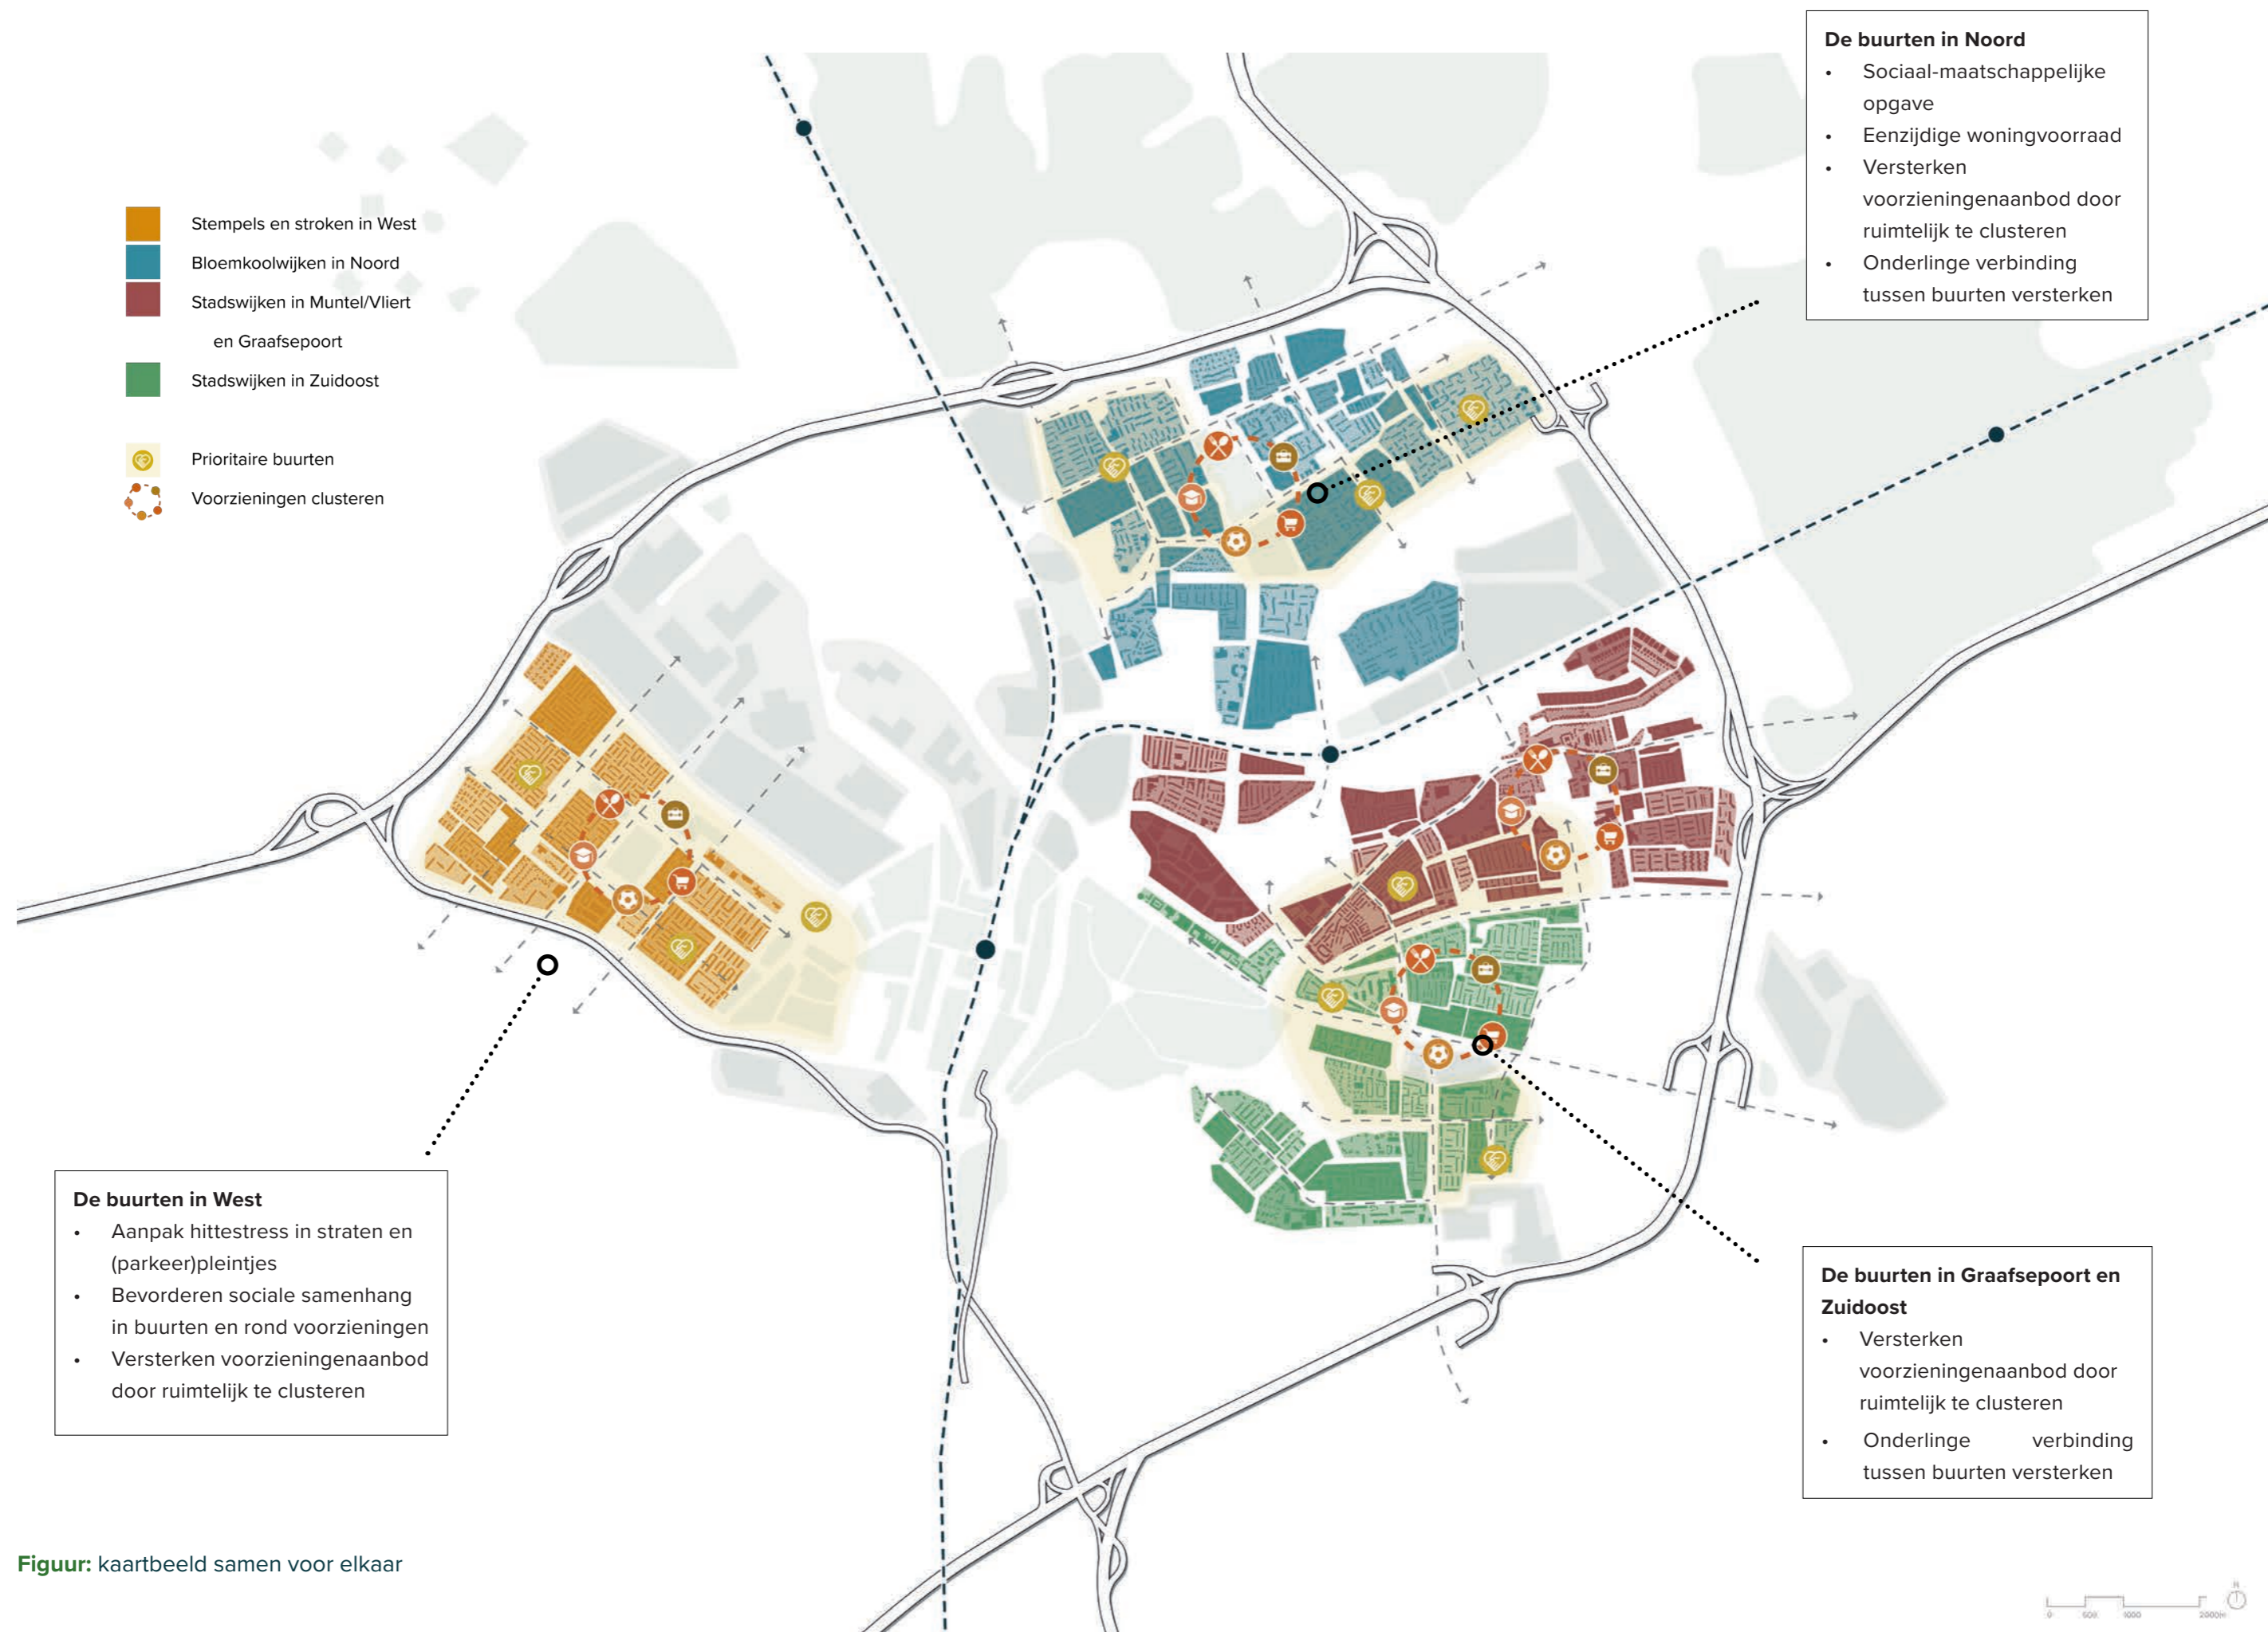 De buurten in Noord
• Sociaal-maatschappelijke
opgave
• Eenzijdige woningvoorraad
• Versterken
voorzieningenaanbod door
ruimtelijk te clusteren
• Onderlinge verbinding
tussen buurten versterken
Stempels en stroken in West
Bloemkoolwijken in Noord
Stadswijken in Muntel/Vliert
en Graafsepoort
Stadswijken in Zuidoost
Prioritaire buurten
Voorzieningen clusteren
De buurten in West
• Aanpak hittestress in straten en
(parkeer)pleintjes
• Bevorderen sociale samenhang
in buurten en rond voorzieningen
• Versterken voorzieningenaanbod
door ruimtelijk te clusteren
De buurten in Graafsepoort en
Zuidoost
• Versterken
voorzieningenaanbod door
ruimtelijk te clusteren
• Onderlinge verbinding
tussen buurten versterken
Figuur: kaartbeeld samen voor elkaar
N
0 500 1000 2000m